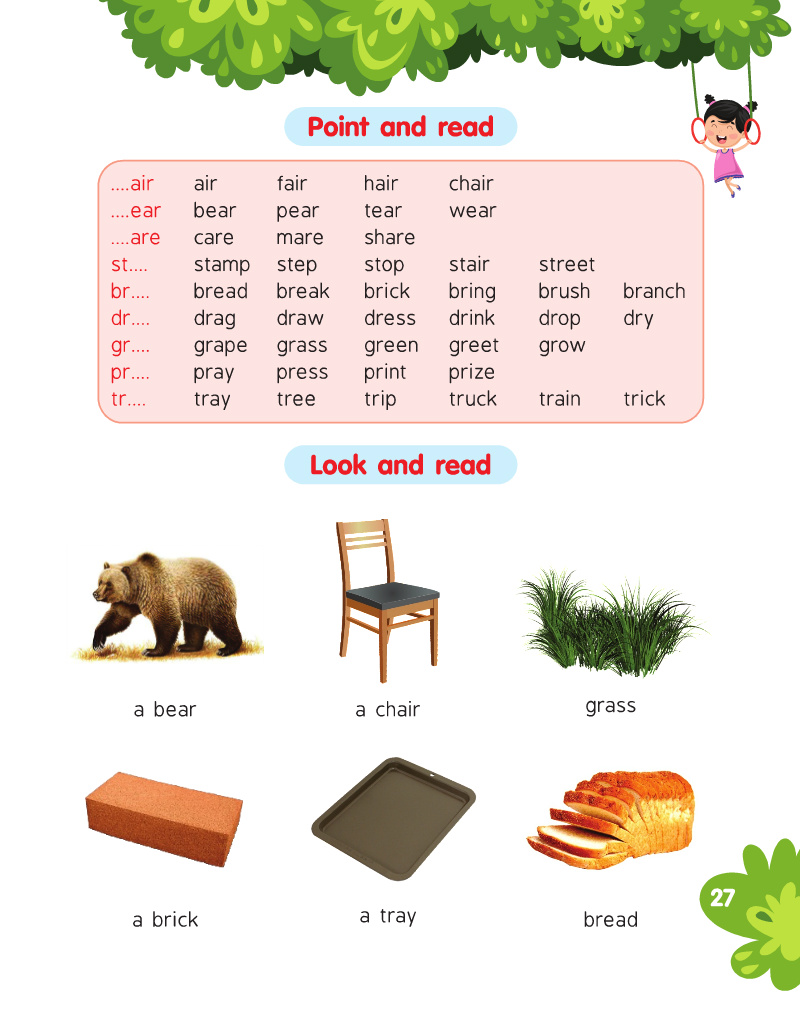 Point and read
....air air fair hair chair
....ear bear pear tear wear
....are care mare share
st.... stamp step stop stair street
br.... bread break brick bring brush branch
dr.... drag draw dress drink drop dry
gr.... grape grass green greet grow
pr.... pray press print prize
tr.... tray tree trip truck train trick
Look and read
a bear a chair grass
a brick a tray bread
27